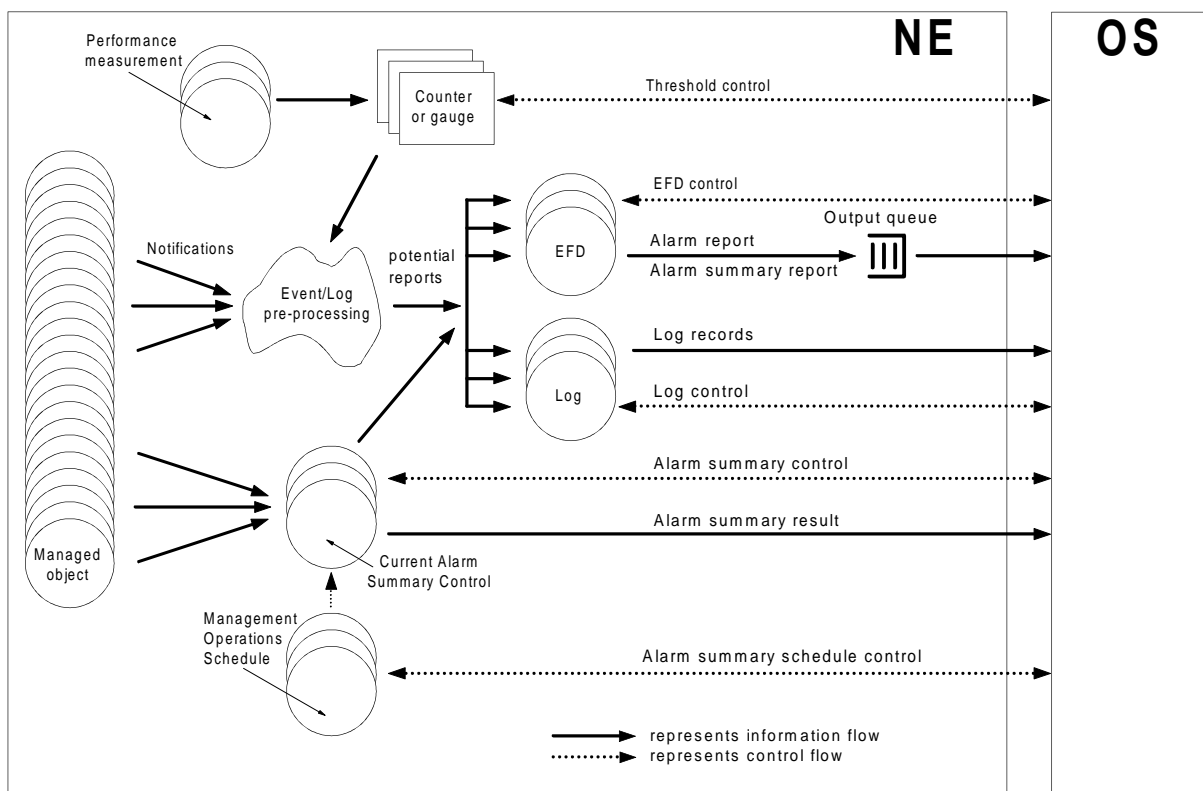 NE
OS
Performance
measurement
Counter
or gauge
Threshold control
EFD control
Output queue
Notifications
potential
reports
EFD
Alarm report
Alarm summary report
Event/Log
pre-processing
Log records
Log
Log control
Alarm summary control
Alarm summary result
Managed
object
Current Alarm
Summary Control
Management
Operations
Schedule
Alarm summary schedule control
represents information flow
represents control flow